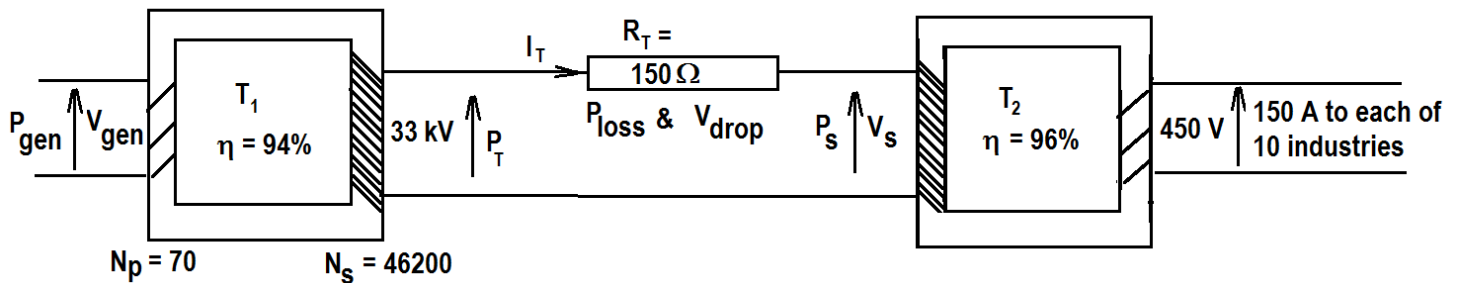 P_gen
V_gen
T_1
η = 94%
N_p = 70
N_s = 46200
33 kV
P_T
I_T
R_T =
150Ω
P_loss & V_drop
P_s
V_s
T_2
η = 96%
450 V
150 A to each of
10 industries